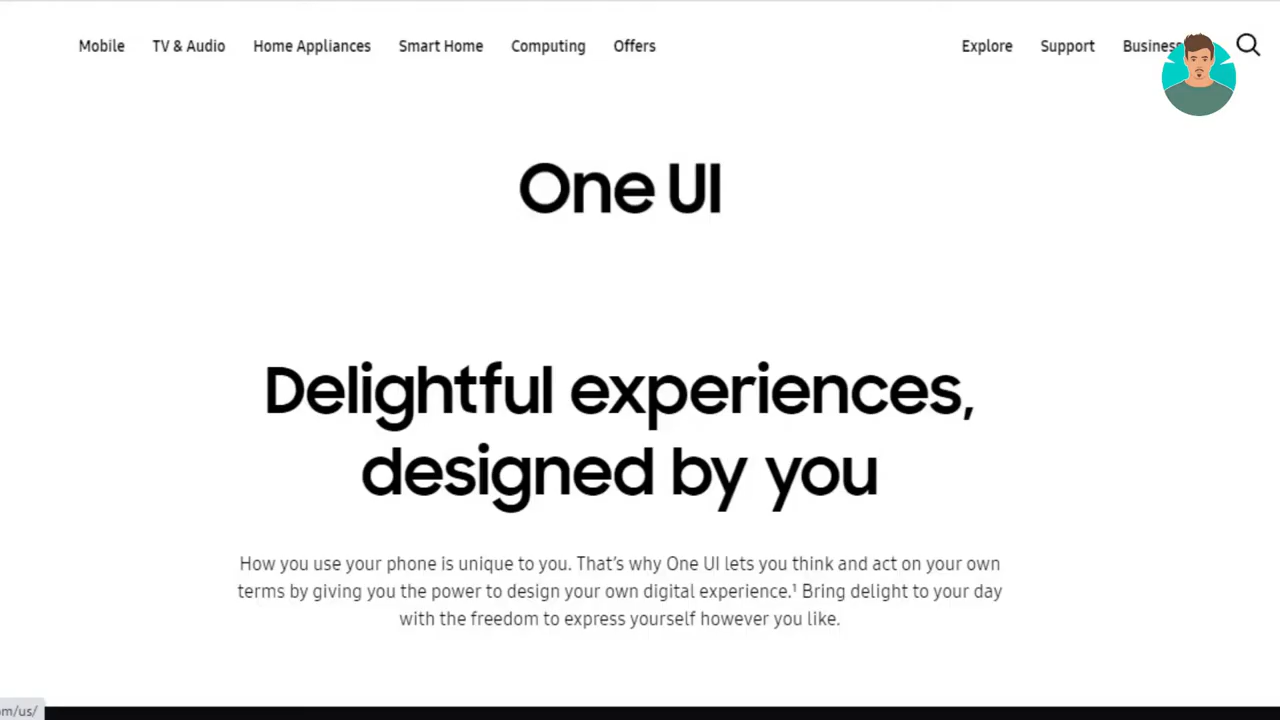 Mobile TV & Audio Home Appliances Smart Home Computing Offers Explore Support Business
One UI
Delightful experiences,
designed by you
How you use your phone is unique to you. That’s why One UI lets you think and act on your own
terms by giving you the power to design your own digital experience.¹ Bring delight to your day
with the freedom to express yourself however you like.
om/us/